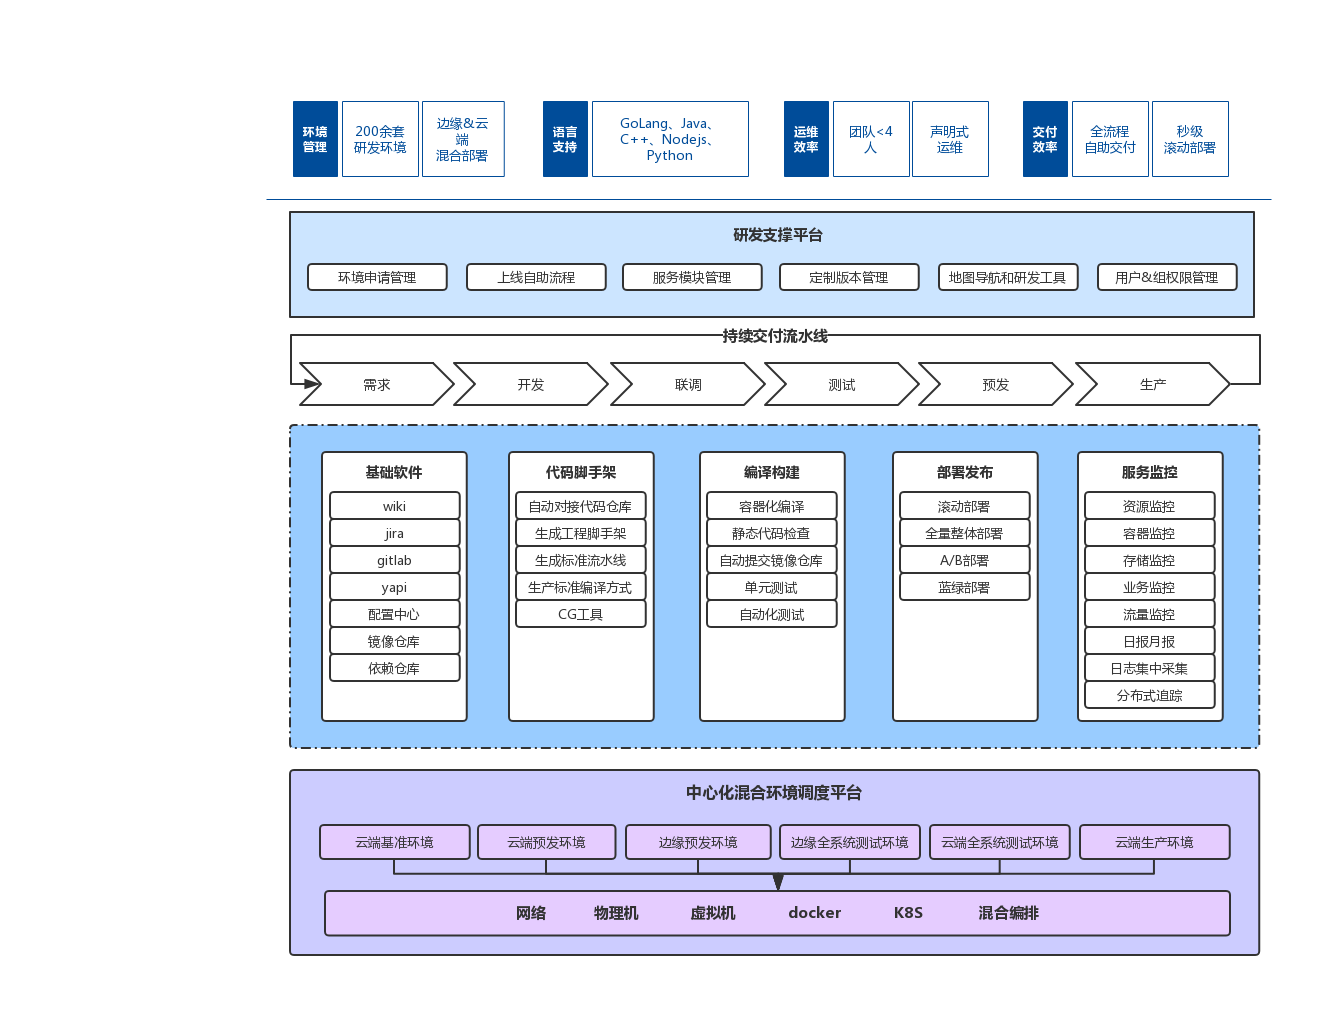 环境
管理
200余套
研发环境
边缘&云
端
混合部署
语言
支持
GoLang、Java、
C++、Nodejs、
Python
运维
效率
团队<4
人
声明式
运维
交付
效率
全流程
自助交付
秒级
滚动部署
研发支撑平台
环境申请管理
上线自助流程
服务模块管理
定制版本管理
地图导航和研发工具
用户&组权限管理
持续交付流水线
需求
开发
联调
测试
预发
生产
基础软件
wiki
jira
gitlab
yapi
配置中心
镜像仓库
依赖仓库
代码脚手架
自动对接代码仓库
生成工程脚手架
生成标准流水线
生产标准编译方式
CG工具
编译构建
容器化编译
静态代码检查
自动提交镜像仓库
单元测试
自动化测试
部署发布
滚动部署
全量整体部署
A/B部署
蓝绿部署
服务监控
资源监控
容器监控
存储监控
业务监控
流量监控
日报月报
日志集中采集
分布式追踪
中心化混合环境调度平台
云端基准环境
云端预发环境
边缘预发环境
边缘全系统测试环境
云端全系统测试环境
云端生产环境
网络 物理机 虚拟机 docker K8S 混合编排